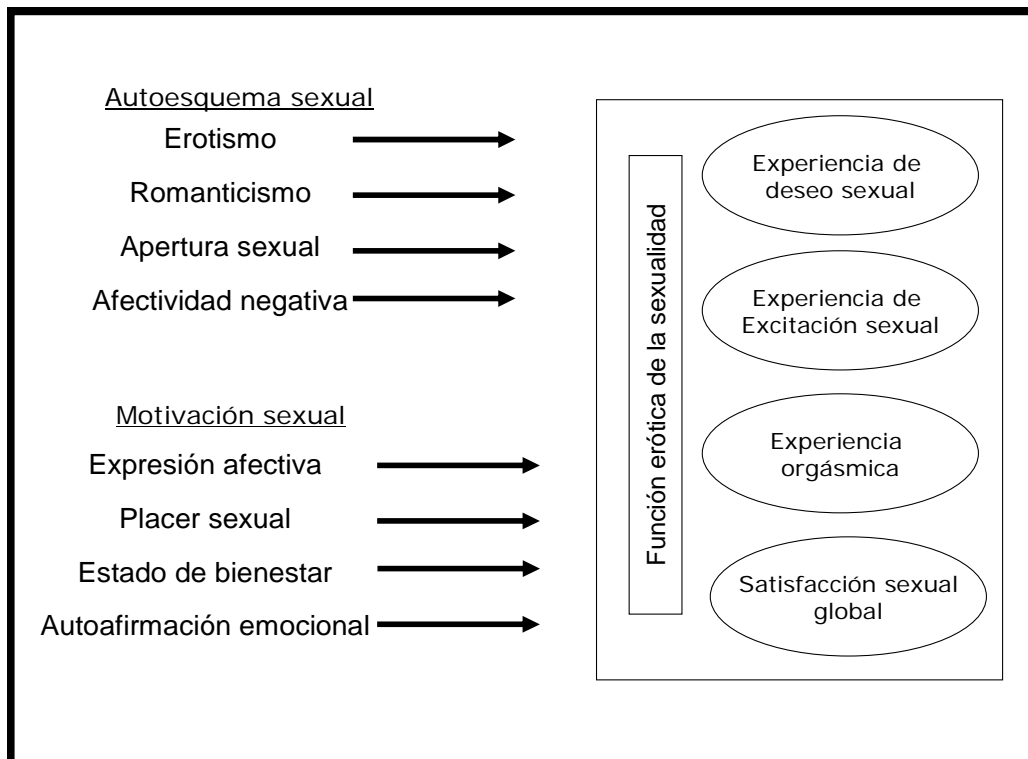 Autoesquema sexual
Erotismo
Romanticismo
Apertura sexual
Afectividad negativa
Motivación sexual
Expresión afectiva
Placer sexual
Estado de bienestar
Autoafirmación emocional
Función erótica de la sexualidad
Experiencia de
deseo sexual
Experiencia de
Excitación sexual
Experiencia
orgásmica
Satisfacción sexual
global